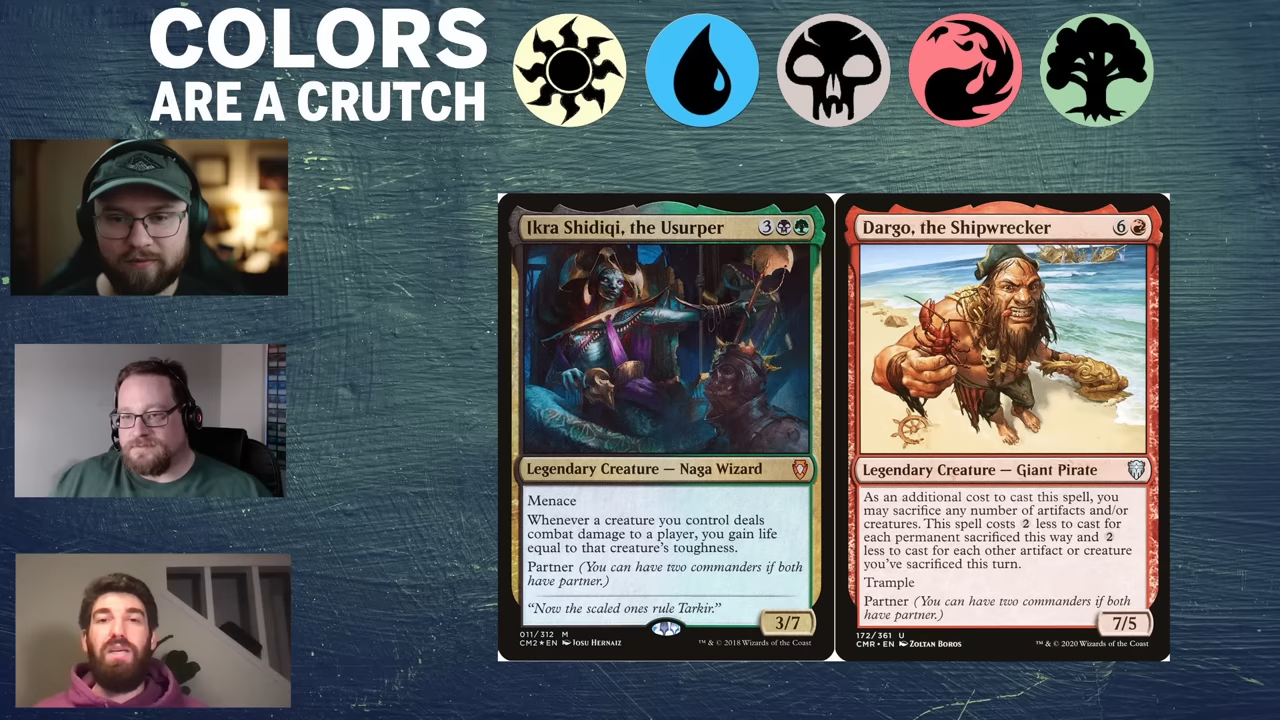 COLORS
ARE A CRUTCH
Ikra Shidiqi, the Usurper 3
Legendary Creature — Naga Wizard
Menace
Whenever a creature you control deals
combat damage to a player, you gain life
equal to that creature's toughness.
Partner (You can have two commanders if both
have partner.)
"Now the scaled ones rule Tarkir."
3/7
011/312 M
CM2 ★ EN Josu Hernaiz
™ & © 2018 Wizards of the Coast
Dargo, the Shipwrecker 6
Legendary Creature — Giant Pirate
As an additional cost to cast this spell, you
may sacrifice any number of artifacts and/or
creatures. This spell costs 2 less to cast for
each permanent sacrificed this way and 2
less to cast for each other artifact or creature
you've sacrificed this turn.
Trample
Partner (You can have two commanders if both
have partner.)
7/5
172/361 U
CMR • EN Zoltan Boros
™ & © 2020 Wizards of the Coast